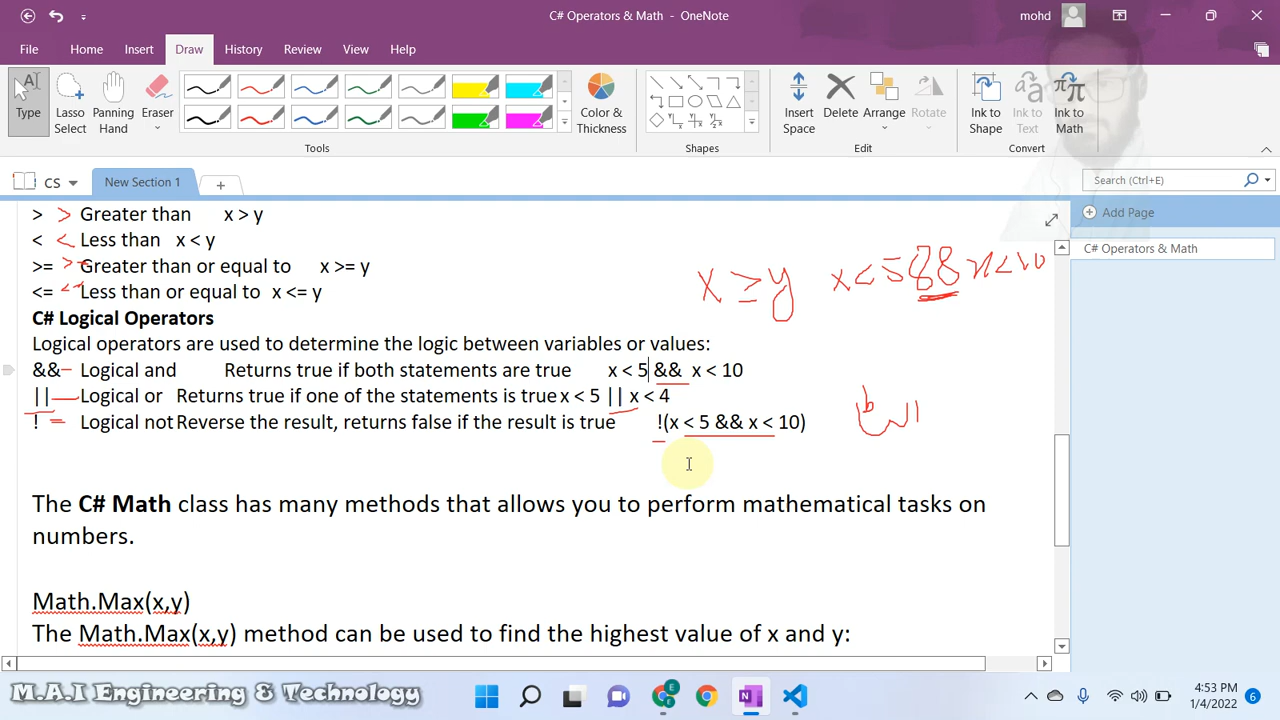 C# Operators & Math - OneNote
mohd
File Home Insert Draw History Review View Help
Type
Lasso Select
Panning Hand
Eraser
Color & Thickness
Insert Space
Delete
Arrange
Rotate
Ink to Shape
Ink to Text
Ink to Math
Tools
Shapes
Edit
Convert
CS
New Section 1
Search (Ctrl+E)
Add Page
C# Operators & Math
> > Greater than x > y
< < Less than x < y
>= >= Greater than or equal to x >= y
<= Less than or equal to x <= y
x ≥ y x < 5 && x < 10
C# Logical Operators
Logical operators are used to determine the logic between variables or values:
&& Logical and Returns true if both statements are true x < 5 && x < 10
|| Logical or Returns true if one of the statements is true x < 5 || x < 4
! Logical not Reverse the result, returns false if the result is true !(x < 5 && x < 10)
The C# Math class has many methods that allows you to perform mathematical tasks on
numbers.
Math.Max(x,y)
The Math.Max(x,y) method can be used to find the highest value of x and y:
M.A.I Engineering & Technology
4:53 PM
1/4/2022
6